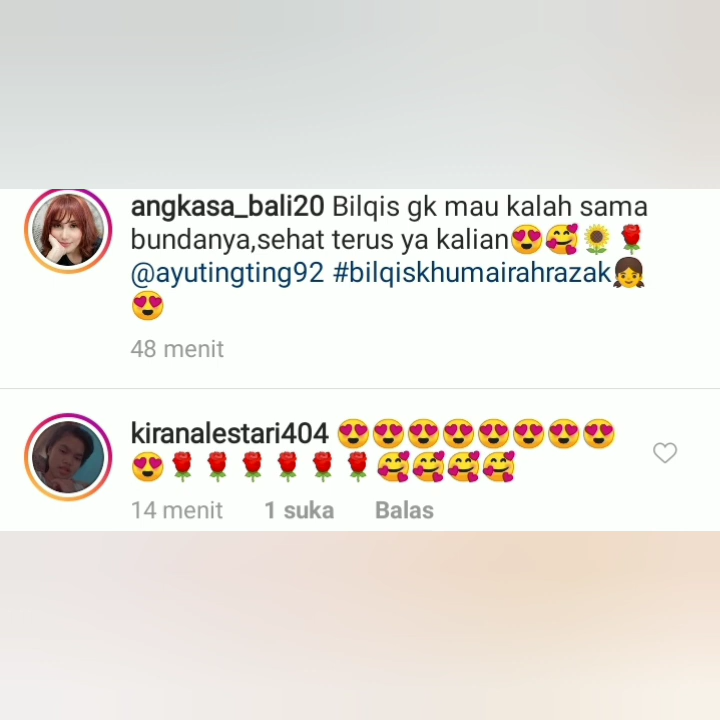 angkasa_bali20 Bilqis gk mau kalah sama
bundanya,sehat terus ya kalian😍🥰🌻🌹
@ayutingting92 #bilqiskhumairahrazak👧
😍
48 menit
kiranalestari404 😍😍😍😍😍😍😍😍
😍🌹🌹🌹🌹🌹🌹🥰🥰🥰🥰
14 menit 1 suka Balas